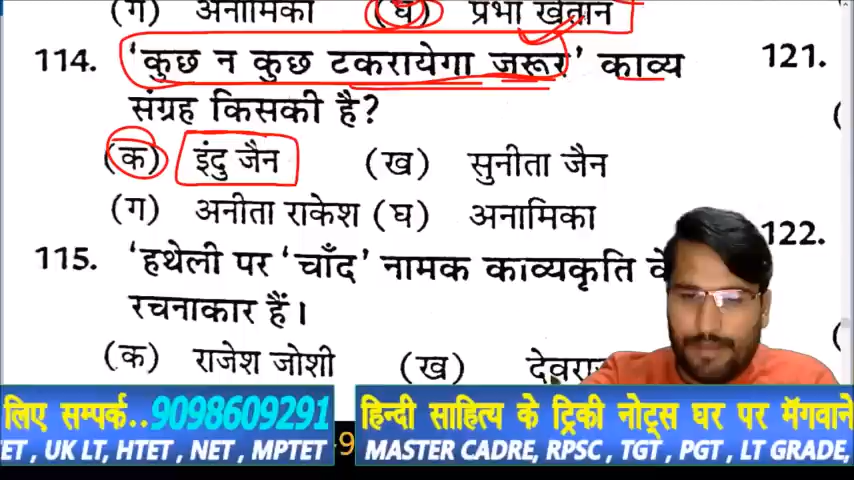 (ग) अनामिका (घ) प्रभा खेतान
114. 'कुछ न कुछ टकरायेगा जरूर' काव्य
संग्रह किसकी है?
(क) इंदु जैन (ख) सुनीता जैन
(ग) अनीता राकेश (घ) अनामिका
115. 'हथेली पर 'चाँद' नामक काव्यकृति
रचनाकार हैं।
(क) राजेश जोशी (ख)
121.
122.
लिए सम्पर्क..9098609291
ET, UK LT, HTET , NET , MPTET
हिन्दी साहित्य के ट्रिकी नोट्स घर पर मँगवाने
MASTER CADRE, RPSC , TGT , PGT , LT GRADE,